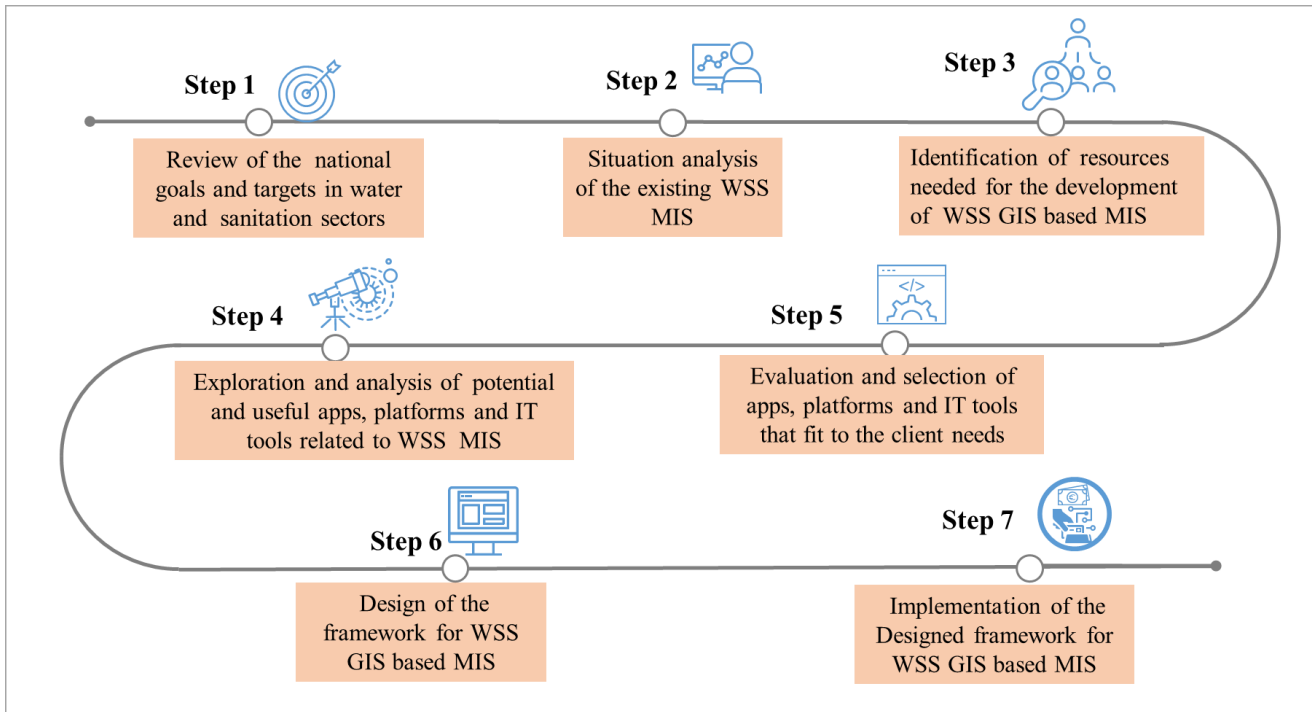 Step 1
Review of the national
goals and targets in water
and sanitation sectors
Step 2
Situation analysis
of the existing WSS
MIS
Step 3
Identification of resources
needed for the development
of WSS GIS based MIS
Step 4
Exploration and analysis of potential
and useful apps, platforms and IT
tools related to WSS MIS
Step 5
</>
Evaluation and selection of
apps, platforms and IT tools
that fit to the client needs
Step 6
Design of the
framework for WSS
GIS based MIS
Step 7
Implementation of the
Designed framework for
WSS GIS based MIS